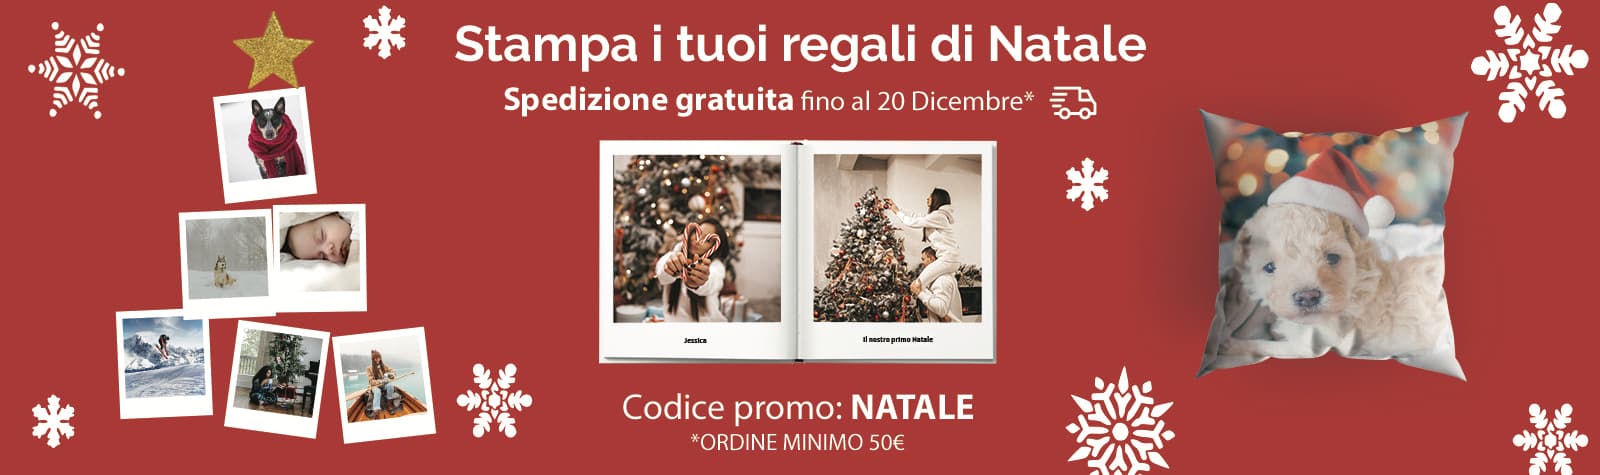 Stampa i tuoi regali di Natale
Spedizione gratuita fino al 20 Dicembre*
Jessica
Il nostro primo Natale
Codice promo: NATALE
*ORDINE MINIMO 50€